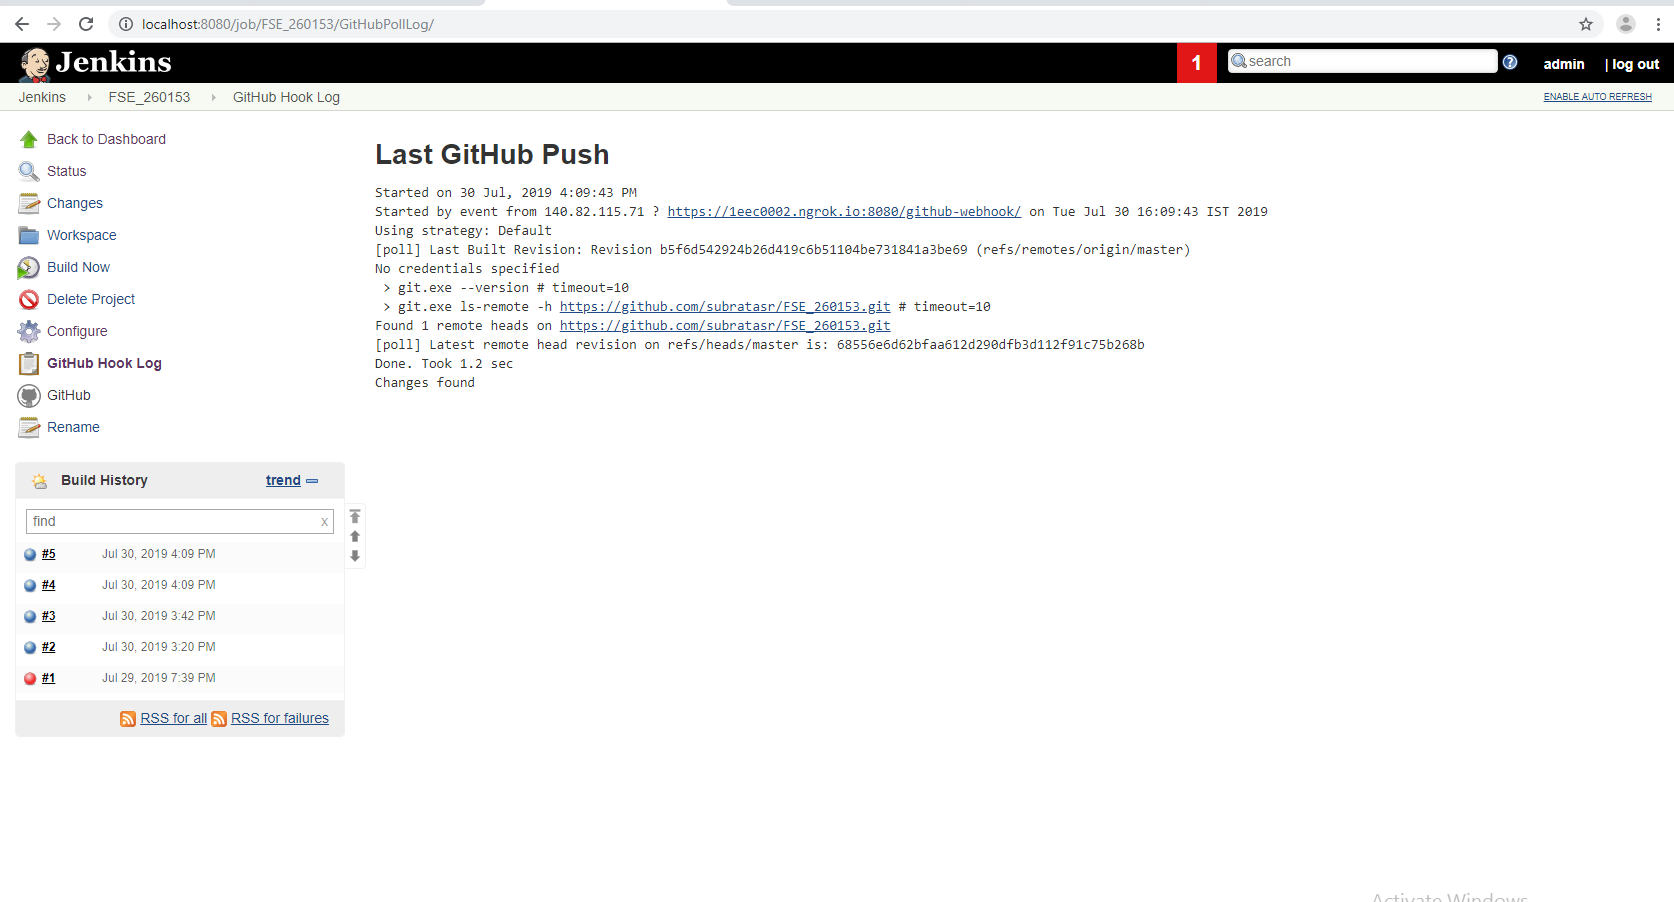 localhost:8080/job/FSE_260153/GitHubPollLog/
Jenkins
1
search
?
admin
| log out
Jenkins FSE_260153 GitHub Hook Log
ENABLE AUTO REFRESH
Back to Dashboard
Status
Changes
Workspace
Build Now
Delete Project
Configure
GitHub Hook Log
GitHub
Rename
Build History trend
find x
#5 Jul 30, 2019 4:09 PM
#4 Jul 30, 2019 4:09 PM
#3 Jul 30, 2019 3:42 PM
#2 Jul 30, 2019 3:20 PM
#1 Jul 29, 2019 7:39 PM
RSS for all RSS for failures
Last GitHub Push
Started on 30 Jul, 2019 4:09:43 PM
Started by event from 140.82.115.71 ? https://1eec0002.ngrok.io:8080/github-webhook/ on Tue Jul 30 16:09:43 IST 2019
Using strategy: Default
[poll] Last Built Revision: Revision b5f6d542924b26d419c6b51104be731841a3be69 (refs/remotes/origin/master)
No credentials specified
> git.exe --version # timeout=10
> git.exe ls-remote -h https://github.com/subratasr/FSE_260153.git # timeout=10
Found 1 remote heads on https://github.com/subratasr/FSE_260153.git
[poll] Latest remote head revision on refs/heads/master is: 68556e6d62bfaa612d290dfb3d112f91c75b268b
Done. Took 1.2 sec
Changes found
Activate Windows